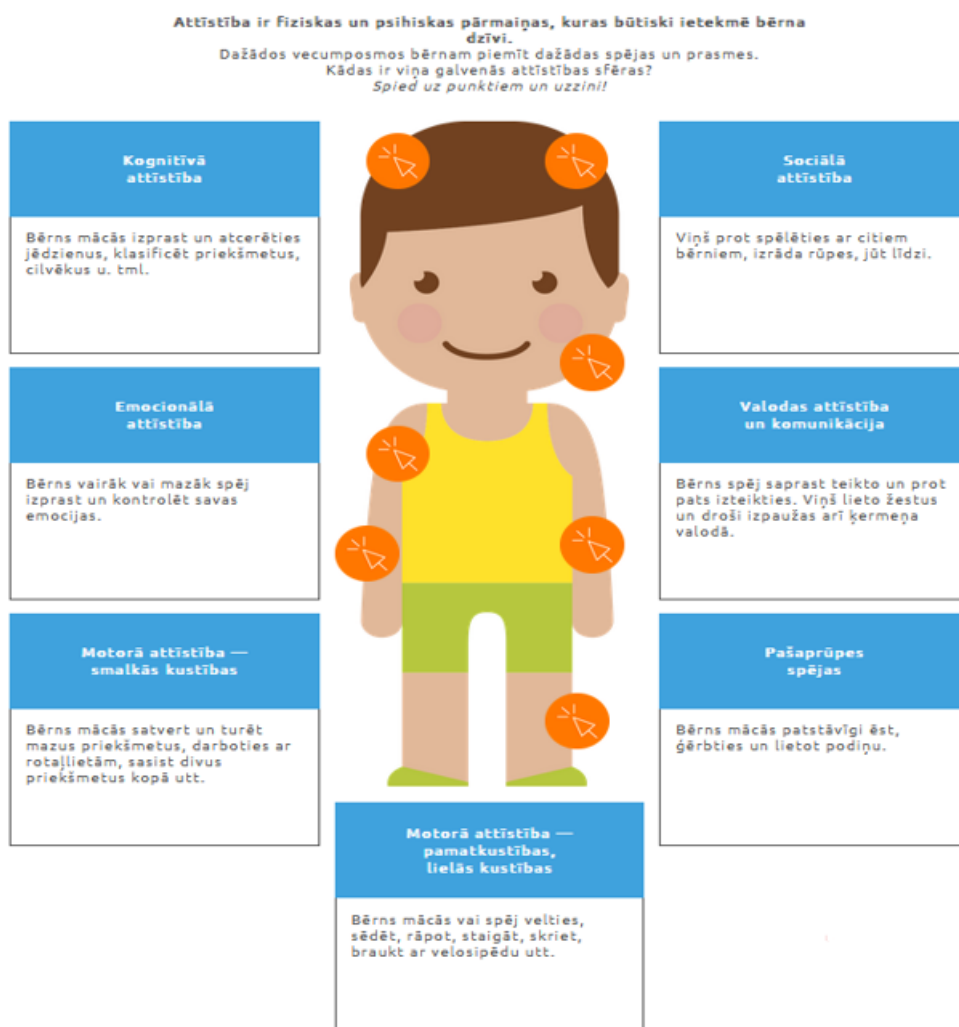 Attīstība ir fiziskas un psihiskas pārmaiņas, kuras būtiski ietekmē bērna
dzīvi.
Dažādos vecumposmos bērnam piemīt dažādas spējas un prasmes.
Kādas ir viņa galvenās attīstības sfēras?
Spied uz punktiem un uzzini!
Kognitīvā
attīstība
Bērns mācās izprast un atcerēties
jēdzienus, klasificēt priekšmetus,
cilvēkus u. tml.
Sociālā
attīstība
Viņš prot spēlēties ar citiem
bērniem, izrāda rūpes, jūt līdzi.
Emocionālā
attīstība
Bērns vairāk vai mazāk spēj
izprast un kontrolēt savas
emocijas.
Valodas attīstība
un komunikācija
Bērns spēj saprast teikto un prot
pats izteikties. Viņš lieto žestus
un droši izpaužas arī ķermeņa
valodā.
Motorā attīstība —
smalkās kustības
Bērns mācās satvert un turēt
mazus priekšmetus, darboties ar
rotaļlietām, sasist divus
priekšmetus kopā utt.
Pašaprūpes
spējas
Bērns mācās patstāvīgi ēst,
ģērbties un lietot podiņu.
Motorā attīstība —
pamatkustības,
lielās kustības
Bērns mācās vai spēj velties,
sēdēt, rāpot, staigāt, skriet,
braukt ar velosipēdu utt.